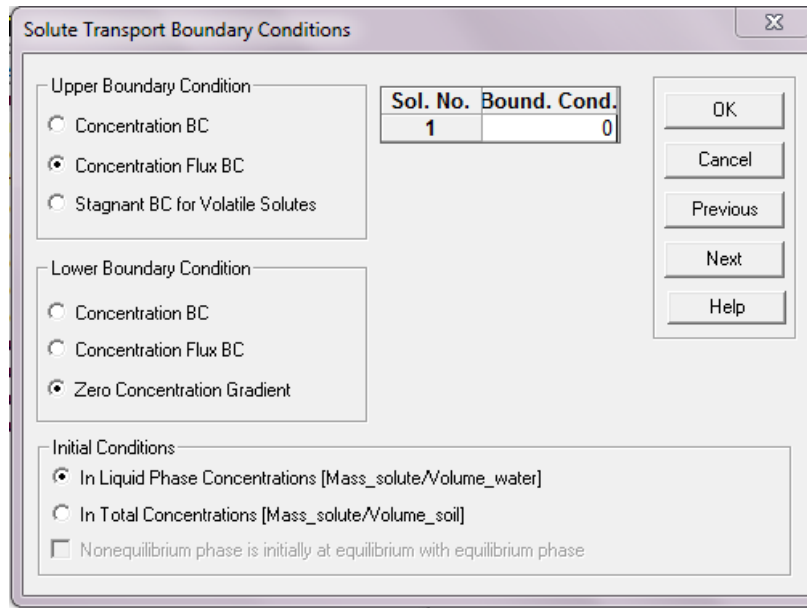 Solute Transport Boundary Conditions
Upper Boundary Condition
Concentration BC
Concentration Flux BC
Stagnant BC for Volatile Solutes
Sol. No. Bound. Cond.
1 0
OK
Cancel
Previous
Next
Help
Lower Boundary Condition
Concentration BC
Concentration Flux BC
Zero Concentration Gradient
Initial Conditions
In Liquid Phase Concentrations [Mass_solute/Volume_water]
In Total Concentrations [Mass_solute/Volume_soil]
Nonequilibrium phase is initially at equilibrium with equilibrium phase